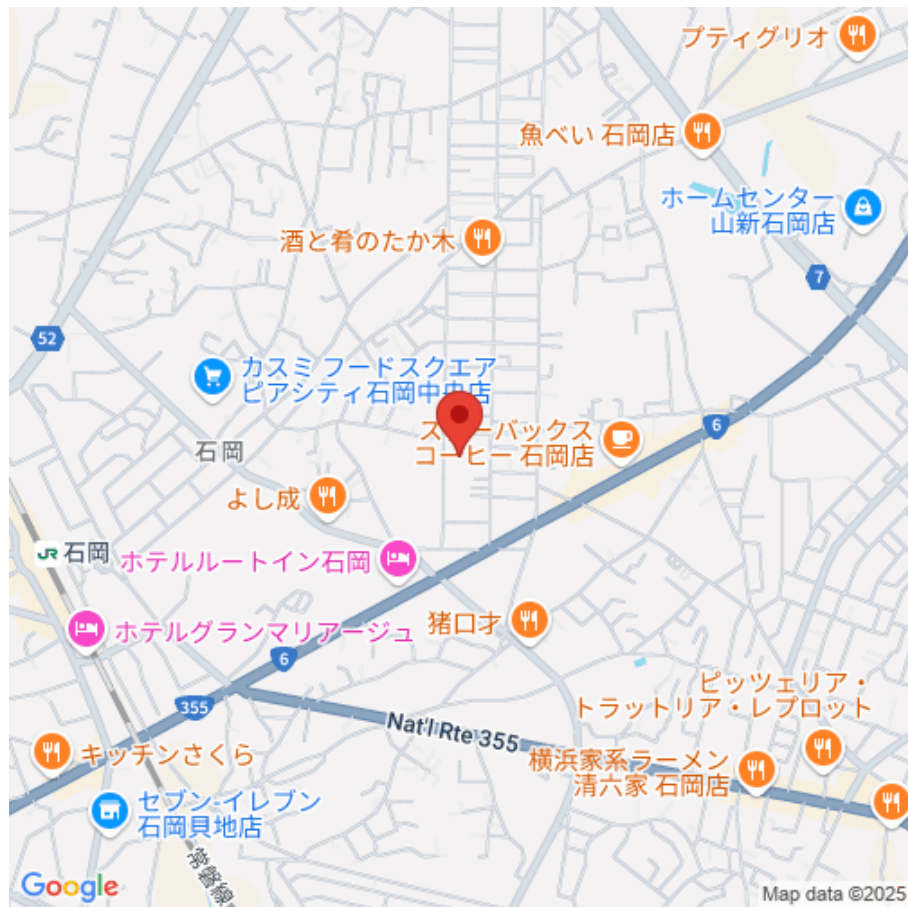 プティグリオ
魚べい 石岡店
ホームセンター
山新石岡店
酒と肴のたか木
7
52
カスミ フードスクエア
ピアシティ石岡中央店
6
スターバックス
コーヒー 石岡店
石岡
よし成
石岡
ホテルルートイン石岡
猪口才
ホテルグランマリアージュ
6
355
ピッツェリア・
トラットリア・レプロット
Nat'l Rte 355
キッチンさくら
横浜家系ラーメン
清六家 石岡店
セブン-イレブン
石岡貝地店
常磐線
Google
Map data ©2025